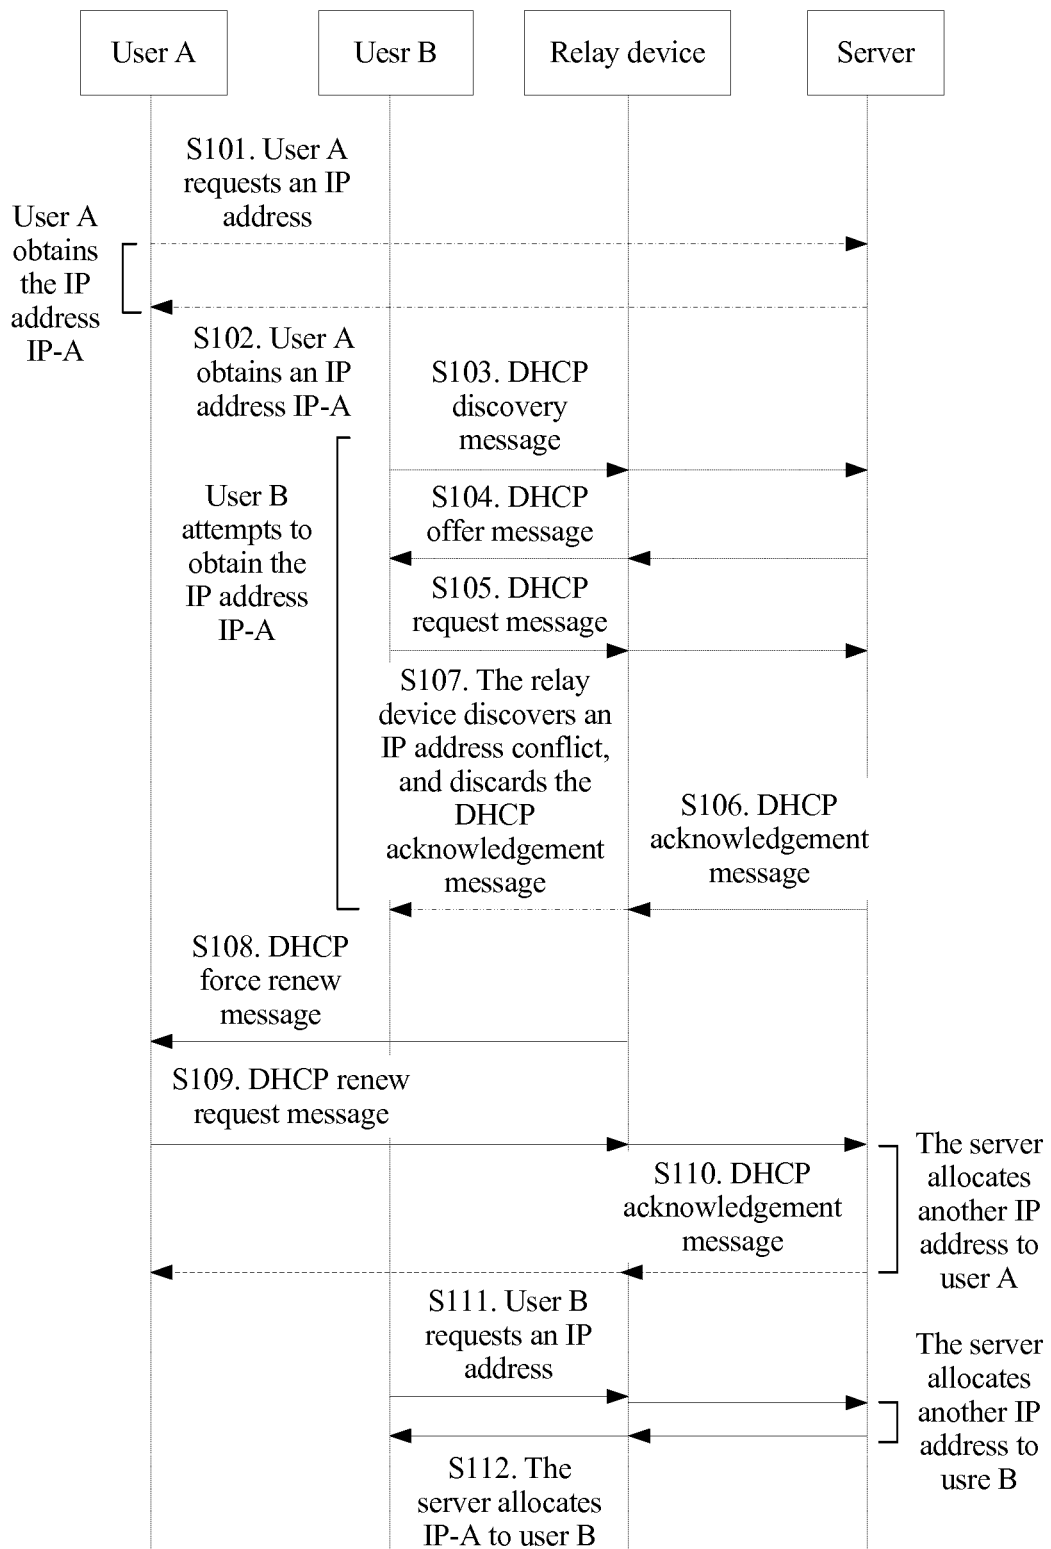 User A
Uesr B
Relay device
Server
S101. User A
requests an IP
address
User A
obtains
the IP
address
IP-A
S102. User A
obtains an IP
address IP-A
S103. DHCP
discovery
message
User B
attempts to
obtain the
IP address
IP-A
S104. DHCP
offer message
S105. DHCP
request message
S107. The relay
device discovers an
IP address conflict,
and discards the
DHCP
acknowledgement
message
S106. DHCP
acknowledgement
message
S108. DHCP
force renew
message
S109. DHCP renew
request message
S110. DHCP
acknowledgement
message
The server
allocates
another IP
address to
user A
S111. User B
requests an IP
address
The server
allocates
another IP
address to
usre B
S112. The
server allocates
IP-A to user B